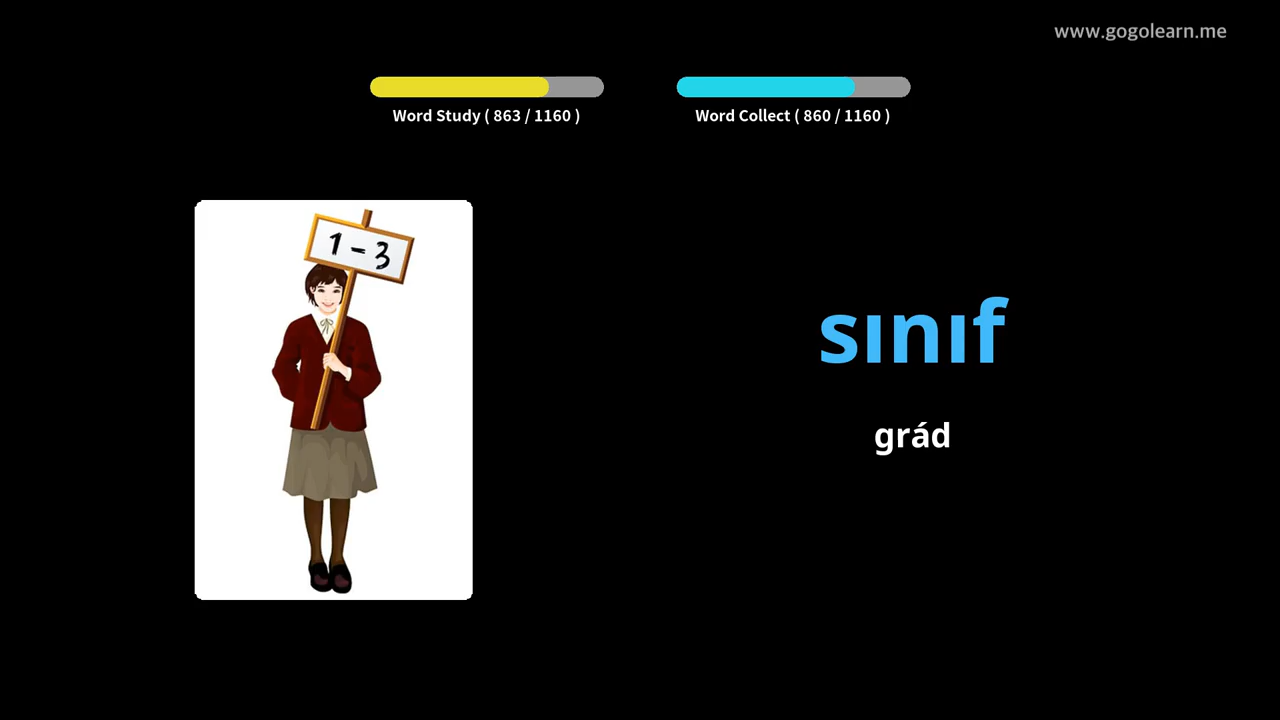 www.gogolearn.me
Word Study ( 863 / 1160 )
Word Collect ( 860 / 1160 )
1 - 3
sınıf
grád